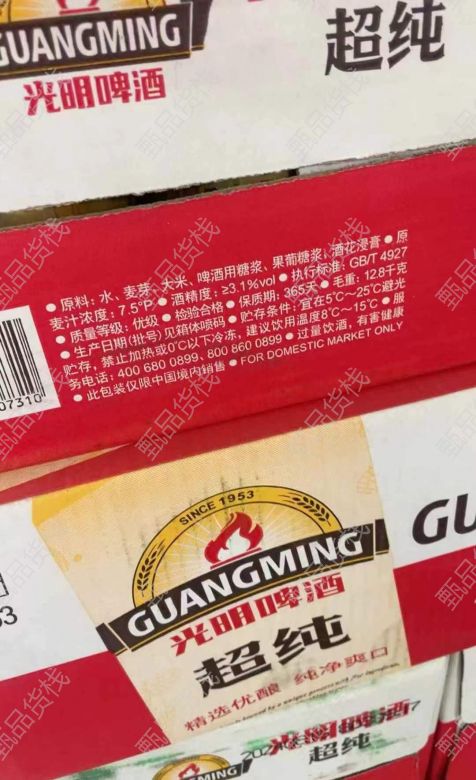 GUANGMING
光明啤酒
超纯
● 原料：水、麦芽、大米、啤酒用糖浆、果葡糖浆、酒花浸膏 ● 原
麦汁浓度：7.5°P ● 酒精度：≥3.1%vol ● 执行标准：GB/T 4927
● 质量等级：优级 ● 检验合格 ● 保质期：365天 ● 毛重：12.8千克
● 生产日期(批号)见箱体喷码 ● 贮存条件：宜在5℃～25℃避光
贮存，禁止加热或0℃以下冷冻，建议饮用温度8℃～15℃ ● 服
务电话：400 680 0899、800 860 0899 ● 过量饮酒，有害健康
● 此包装仅限中国境内销售 ● FOR DOMESTIC MARKET ONLY
07310
SINCE 1953
GUANGMING
光明啤酒
超纯
精选优酿 纯净爽口
GU
53
光明啤酒
超纯
GUANGMING
甄品货栈